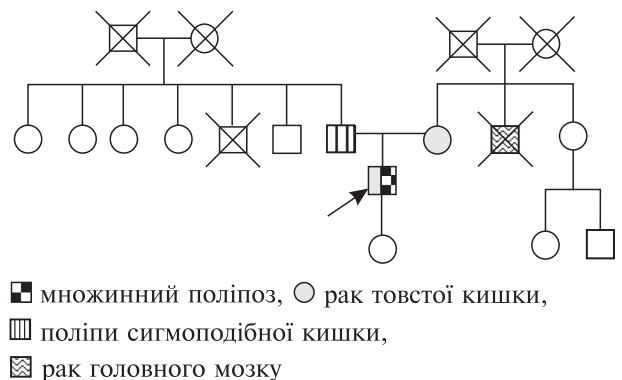 множинний поліпоз, рак товстої кишки,
поліпи сигмоподібної кишки,
рак головного мозку